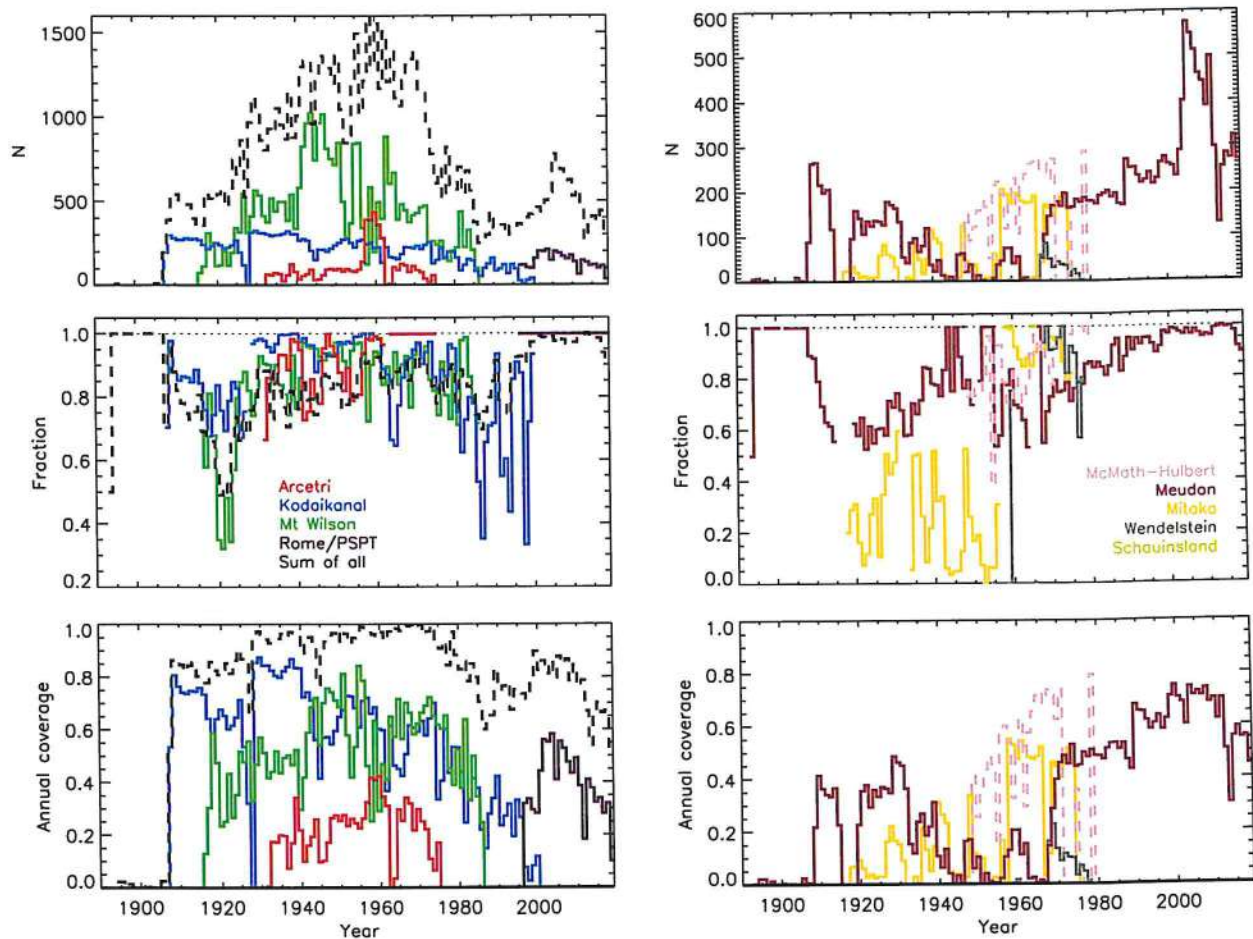 1500
1000
500
0
N
600
500
400
300
200
100
0
N
1.0
0.8
0.6
0.4
0.2
Fraction
Arcetri
Kodaikanal
Mt Wilson
Rome/PSPT
Sum of all
1.0
0.8
0.6
0.4
0.2
0.0
Fraction
McMath-Hulbert
Meudon
Mitaka
Wendelstein
Schauinsland
1.0
0.8
0.6
0.4
0.2
0.0
Annual coverage
1900 1920 1940 1960 1980 2000
Year
1.0
0.8
0.6
0.4
0.2
0.0
Annual coverage
1900 1920 1940 1960 1980 2000
Year